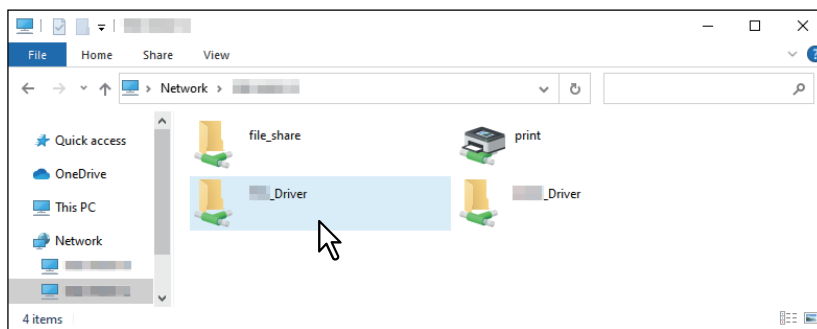 File Home Share View ?
Network
Quick access
OneDrive
This PC
Network
file_share
print
_Driver
_Driver
4 items